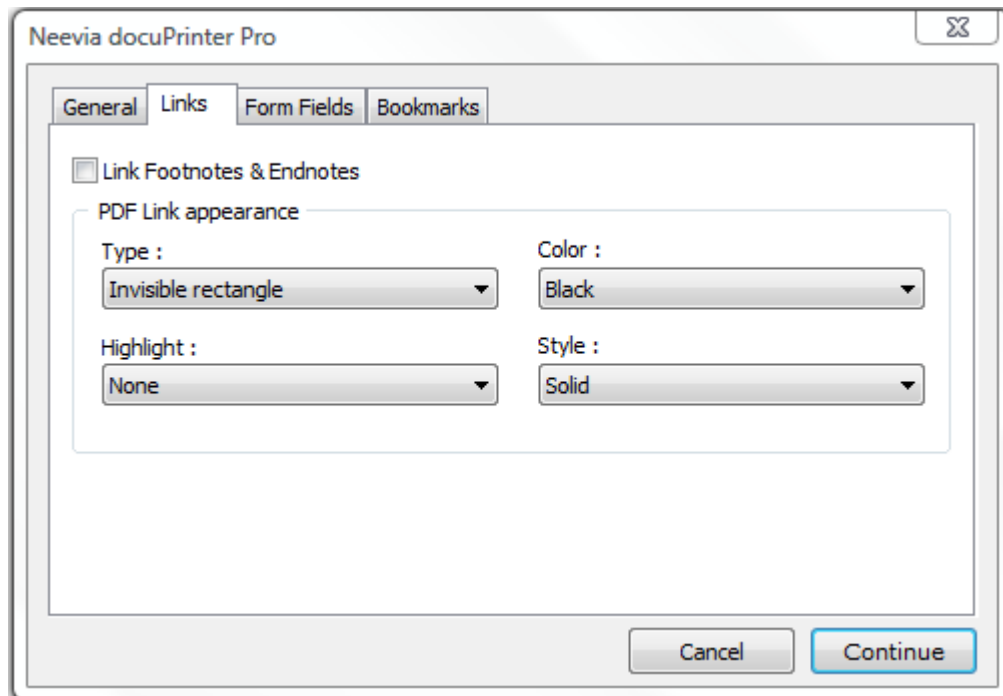 Neevia docuPrinter Pro
General Links Form Fields Bookmarks
Link Footnotes & Endnotes
PDF Link appearance
Type : Color :
Invisible rectangle Black
Highlight : Style :
None Solid
Cancel Continue